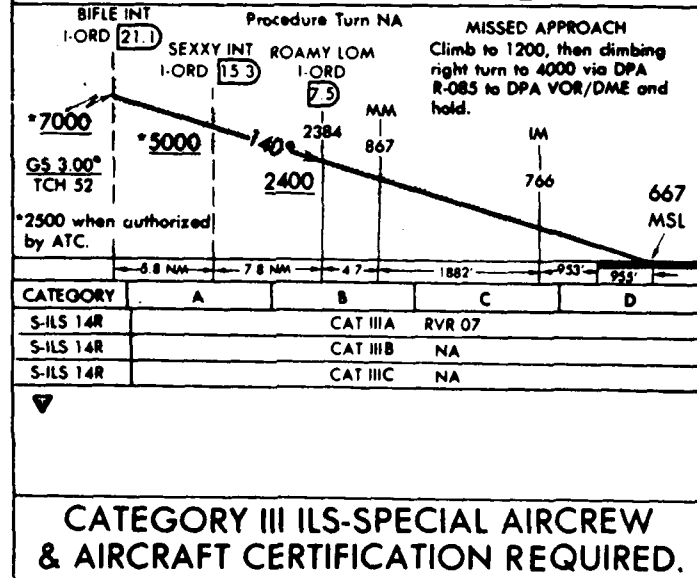 BIFLE INT
I-ORD 21.1
Procedure Turn NA
SEXXY INT
I-ORD 15.3
ROAMY LOM
I-ORD
7.5
MISSED APPROACH
Climb to 1200, then climbing
right turn to 4000 via DPA
R-085 to DPA VOR/DME and
hold.
*7000
*5000
140°
2384
2400
MM
867
IM
766
667
MSL
GS 3.00°
TCH 52
*2500 when authorized
by ATC.
5.8 NM
7.8 NM
4.7
1882'
953'
955'
CATEGORY A B C D
S-ILS 14R CAT IIIA RVR 07
S-ILS 14R CAT IIIB NA
S-ILS 14R CAT IIIC NA
CATEGORY III ILS-SPECIAL AIRCREW
& AIRCRAFT CERTIFICATION REQUIRED.